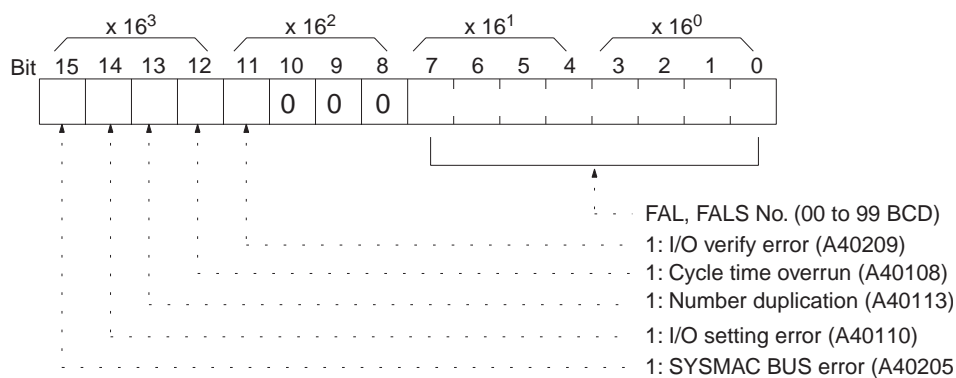 x 16³ x 16² x 16¹ x 16⁰
Bit 15 14 13 12 11 10 9 8 7 6 5 4 3 2 1 0
0 0 0
FAL, FALS No. (00 to 99 BCD)
1: I/O verify error (A40209)
1: Cycle time overrun (A40108)
1: Number duplication (A40113)
1: I/O setting error (A40110)
1: SYSMAC BUS error (A40205